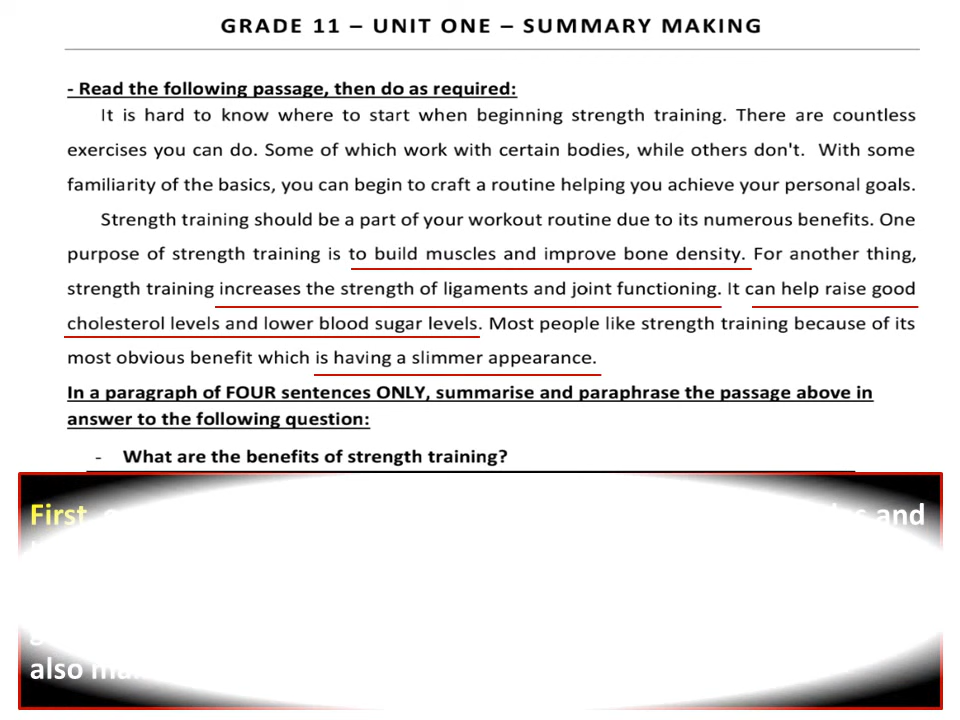 GRADE 11 – UNIT ONE – SUMMARY MAKING
- Read the following passage, then do as required:
It is hard to know where to start when beginning strength training. There are countless
exercises you can do. Some of which work with certain bodies, while others don't. With some
familiarity of the basics, you can begin to craft a routine helping you achieve your personal goals.
Strength training should be a part of your workout routine due to its numerous benefits. One
purpose of strength training is to build muscles and improve bone density. For another thing,
strength training increases the strength of ligaments and joint functioning. It can help raise good
cholesterol levels and lower blood sugar levels. Most people like strength training because of its
most obvious benefit which is having a slimmer appearance.
In a paragraph of FOUR sentences ONLY, summarise and paraphrase the passage above in
answer to the following question:
- What are the benefits of strength training?
First and
also